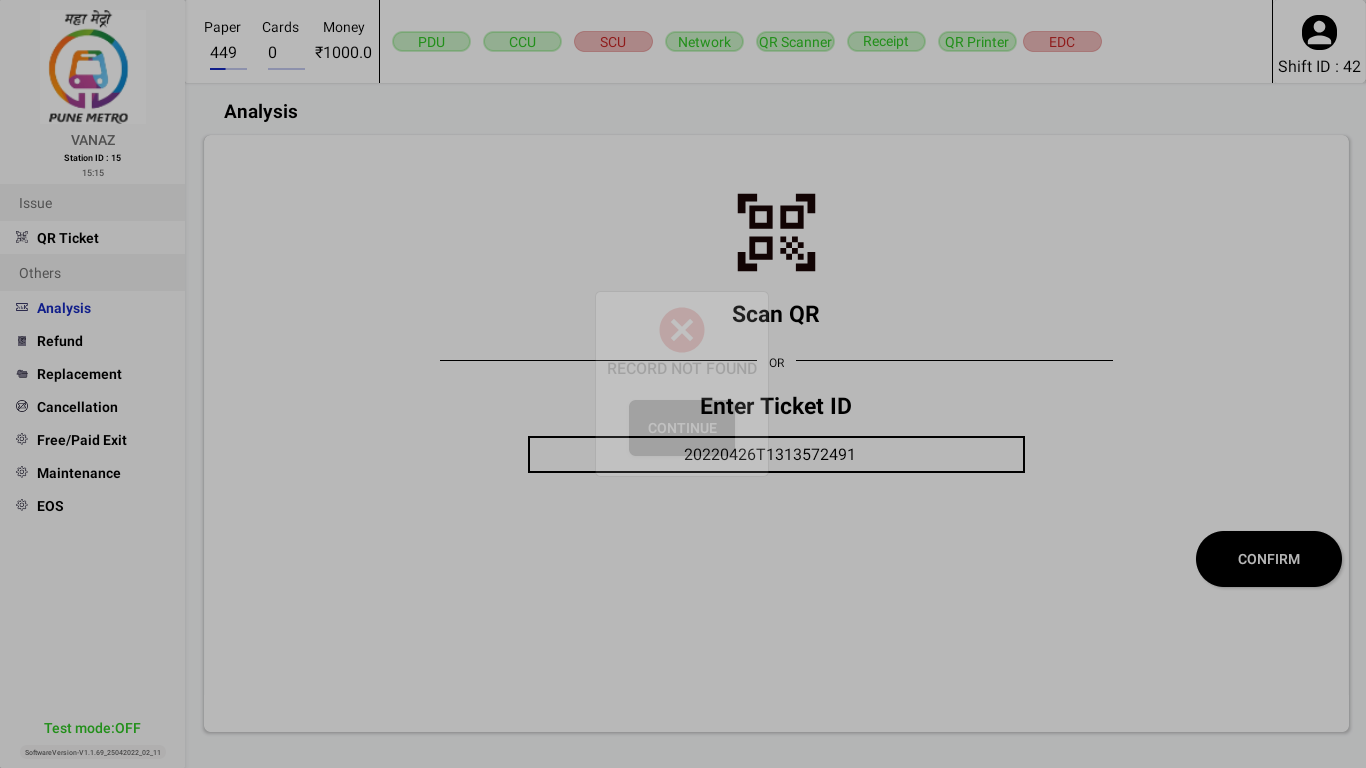 महा मेट्रो
PUNE METRO
VANAZ
Station ID : 15
15:15
Issue
QR Ticket
Others
Analysis
Refund
Replacement
Cancellation
Free/Paid Exit
Maintenance
EOS
Test mode:OFF
SoftwareVersion-V1.1.69_25042022_02_11
Paper Cards Money
449 0 ₹1000.0
PDU CCU SCU Network QR Scanner Receipt QR Printer EDC
Shift ID : 42
Analysis
Scan QR
OR
RECORD NOT FOUND
Enter Ticket ID
CONTINUE
20220426T1313572491
CONFIRM